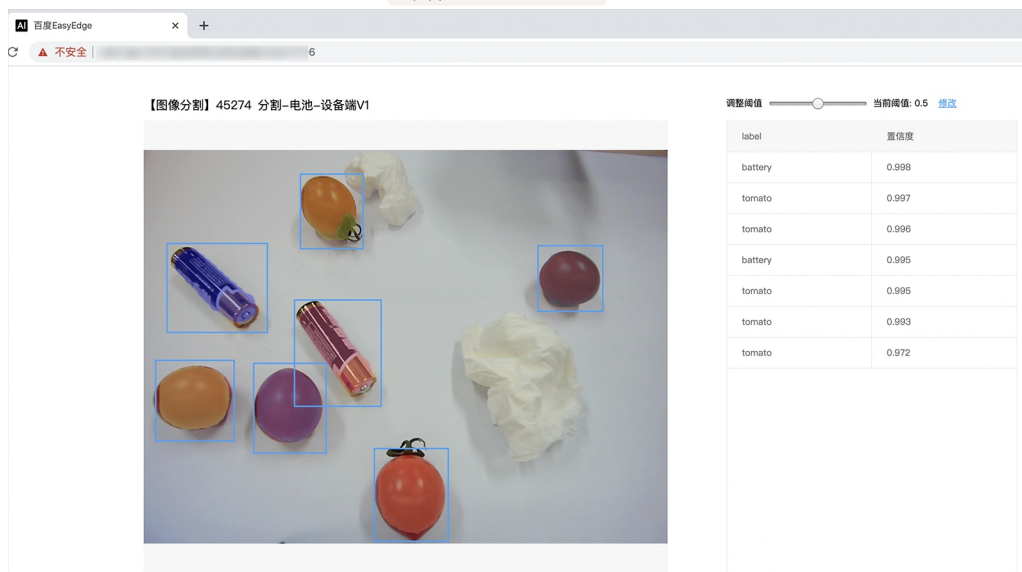 AI 百度EasyEdge
不安全 6
【图像分割】45274 分割-电池-设备端V1
调整阈值 当前阈值: 0.5 修改
label 置信度
battery 0.998
tomato 0.997
tomato 0.996
battery 0.995
tomato 0.995
tomato 0.993
tomato 0.972